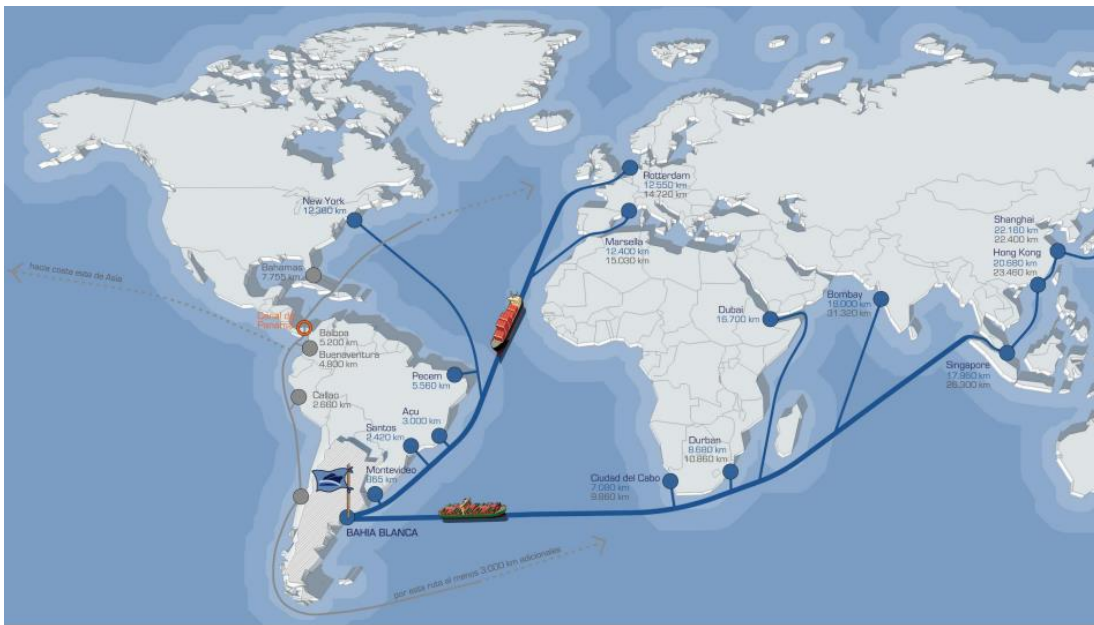 Rotterdam
12.550 km
14.720 km
New York
12.360 km
Marsella
12.400 km
15.030 km
Shanghai
22.160 km
22.400 km
Hong Kong
20.680 km
23.460 km
hacia costa este de Asia
Bahamas
7.755 km
Canal de
Panamá
Balboa
5.200 km
Buenaventura
4.800 km
Dubai
16.700 km
Bombay
15.000 km
31.320 km
Singapore
17.950 km
26.300 km
Pecem
5.560 km
Callao
2.660 km
Açu
3.000 km
Santos
2.420 km
Montevideo
865 km
Durban
8.680 km
10.860 km
Ciudad del Cabo
7.080 km
9.860 km
BAHIA BLANCA
por esta ruta al menos 3.000 km adicionales